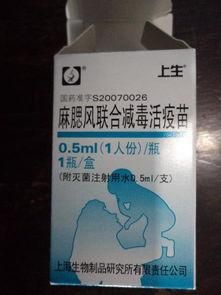 上生
国药准字S20070026
麻腮风联合减毒活疫苗
0.5ml(1人份)/瓶
1瓶/盒
(附灭菌注射用水0.5ml/支)
上海生物制品研究所有限责任公司